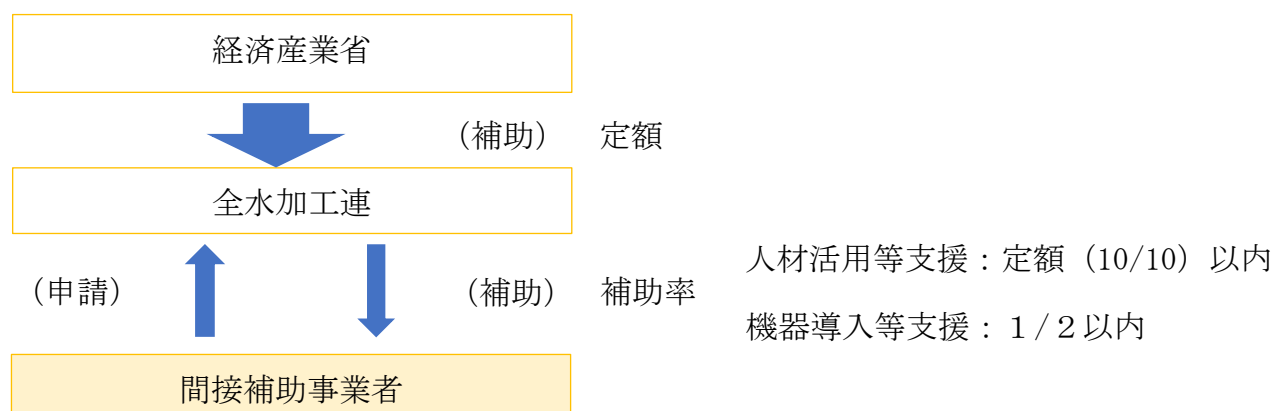 経済産業省
（補助） 定額
全水加工連
人材活用等支援：定額（10/10）以内
（申請） （補助） 補助率
機器導入等支援：１/２以内
間接補助事業者